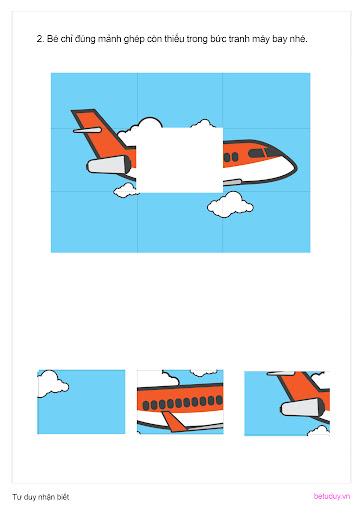 2. Bé chỉ đúng mảnh ghép còn thiếu trong bức tranh máy bay nhé.
Tư duy nhận biết
betuduy.vn